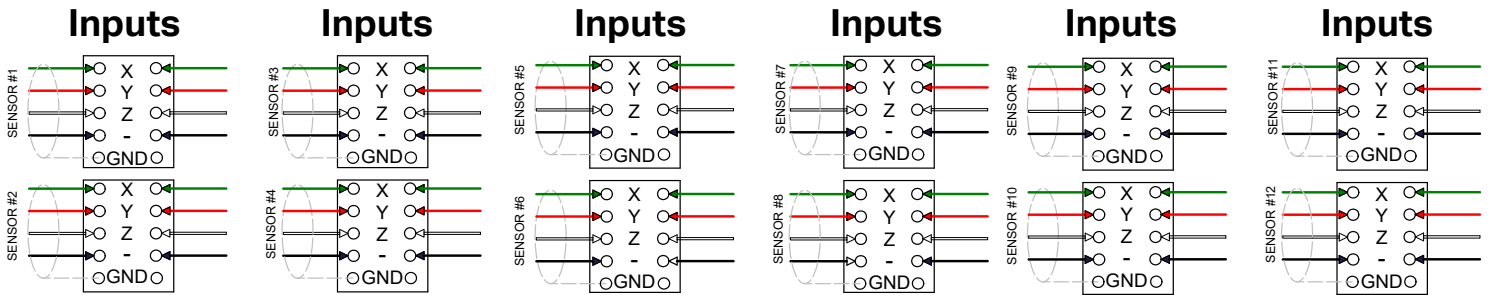 Inputs Inputs Inputs Inputs Inputs Inputs
SENSOR #1
X
Y
Z
-
GND
SENSOR #3
X
Y
Z
-
GND
SENSOR #5
X
Y
Z
-
GND
SENSOR #7
X
Y
Z
-
GND
SENSOR #9
X
Y
Z
-
GND
SENSOR #11
X
Y
Z
-
GND
SENSOR #2
X
Y
Z
-
GND
SENSOR #4
X
Y
Z
-
GND
SENSOR #6
X
Y
Z
-
GND
SENSOR #8
X
Y
Z
-
GND
SENSOR #10
X
Y
Z
-
GND
SENSOR #12
X
Y
Z
-
GND